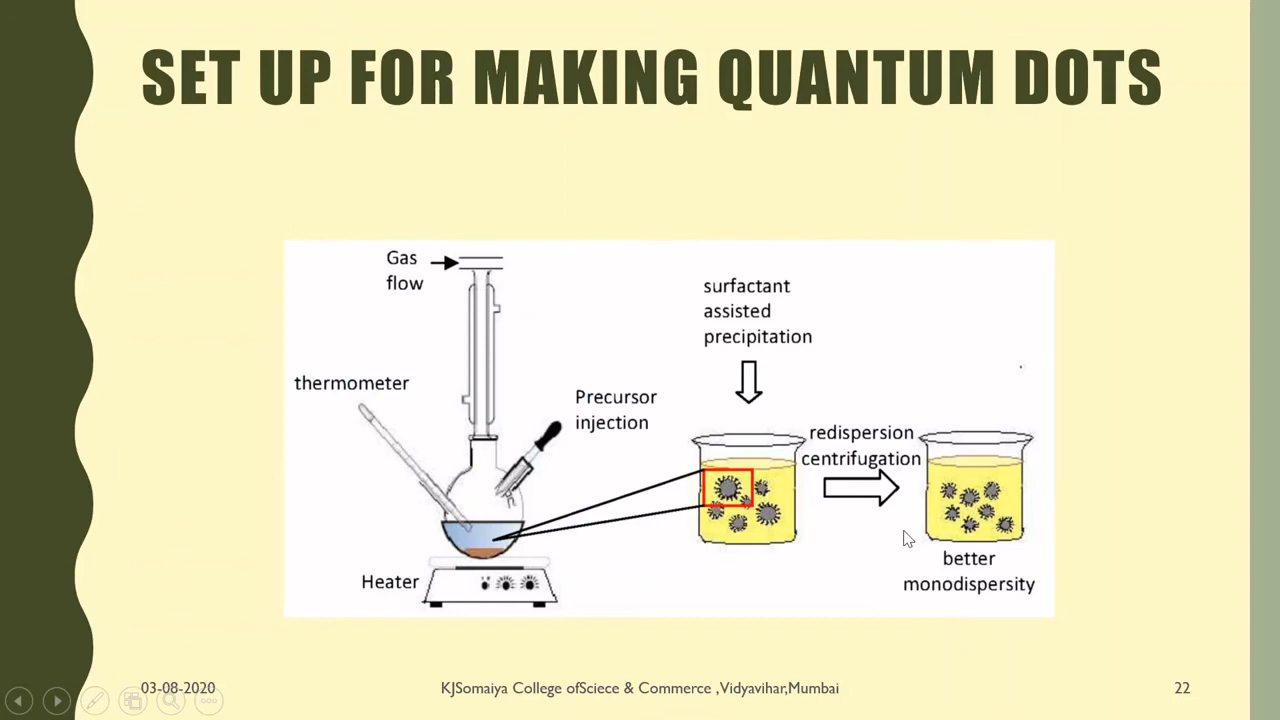 SET UP FOR MAKING QUANTUM DOTS
Gas
flow
thermometer
Precursor
injection
Heater
surfactant
assisted
precipitation
redispersion
centrifugation
better
monodispersity
03-08-2020
KJSomaiya College ofSciece & Commerce ,Vidyavihar,Mumbai
22